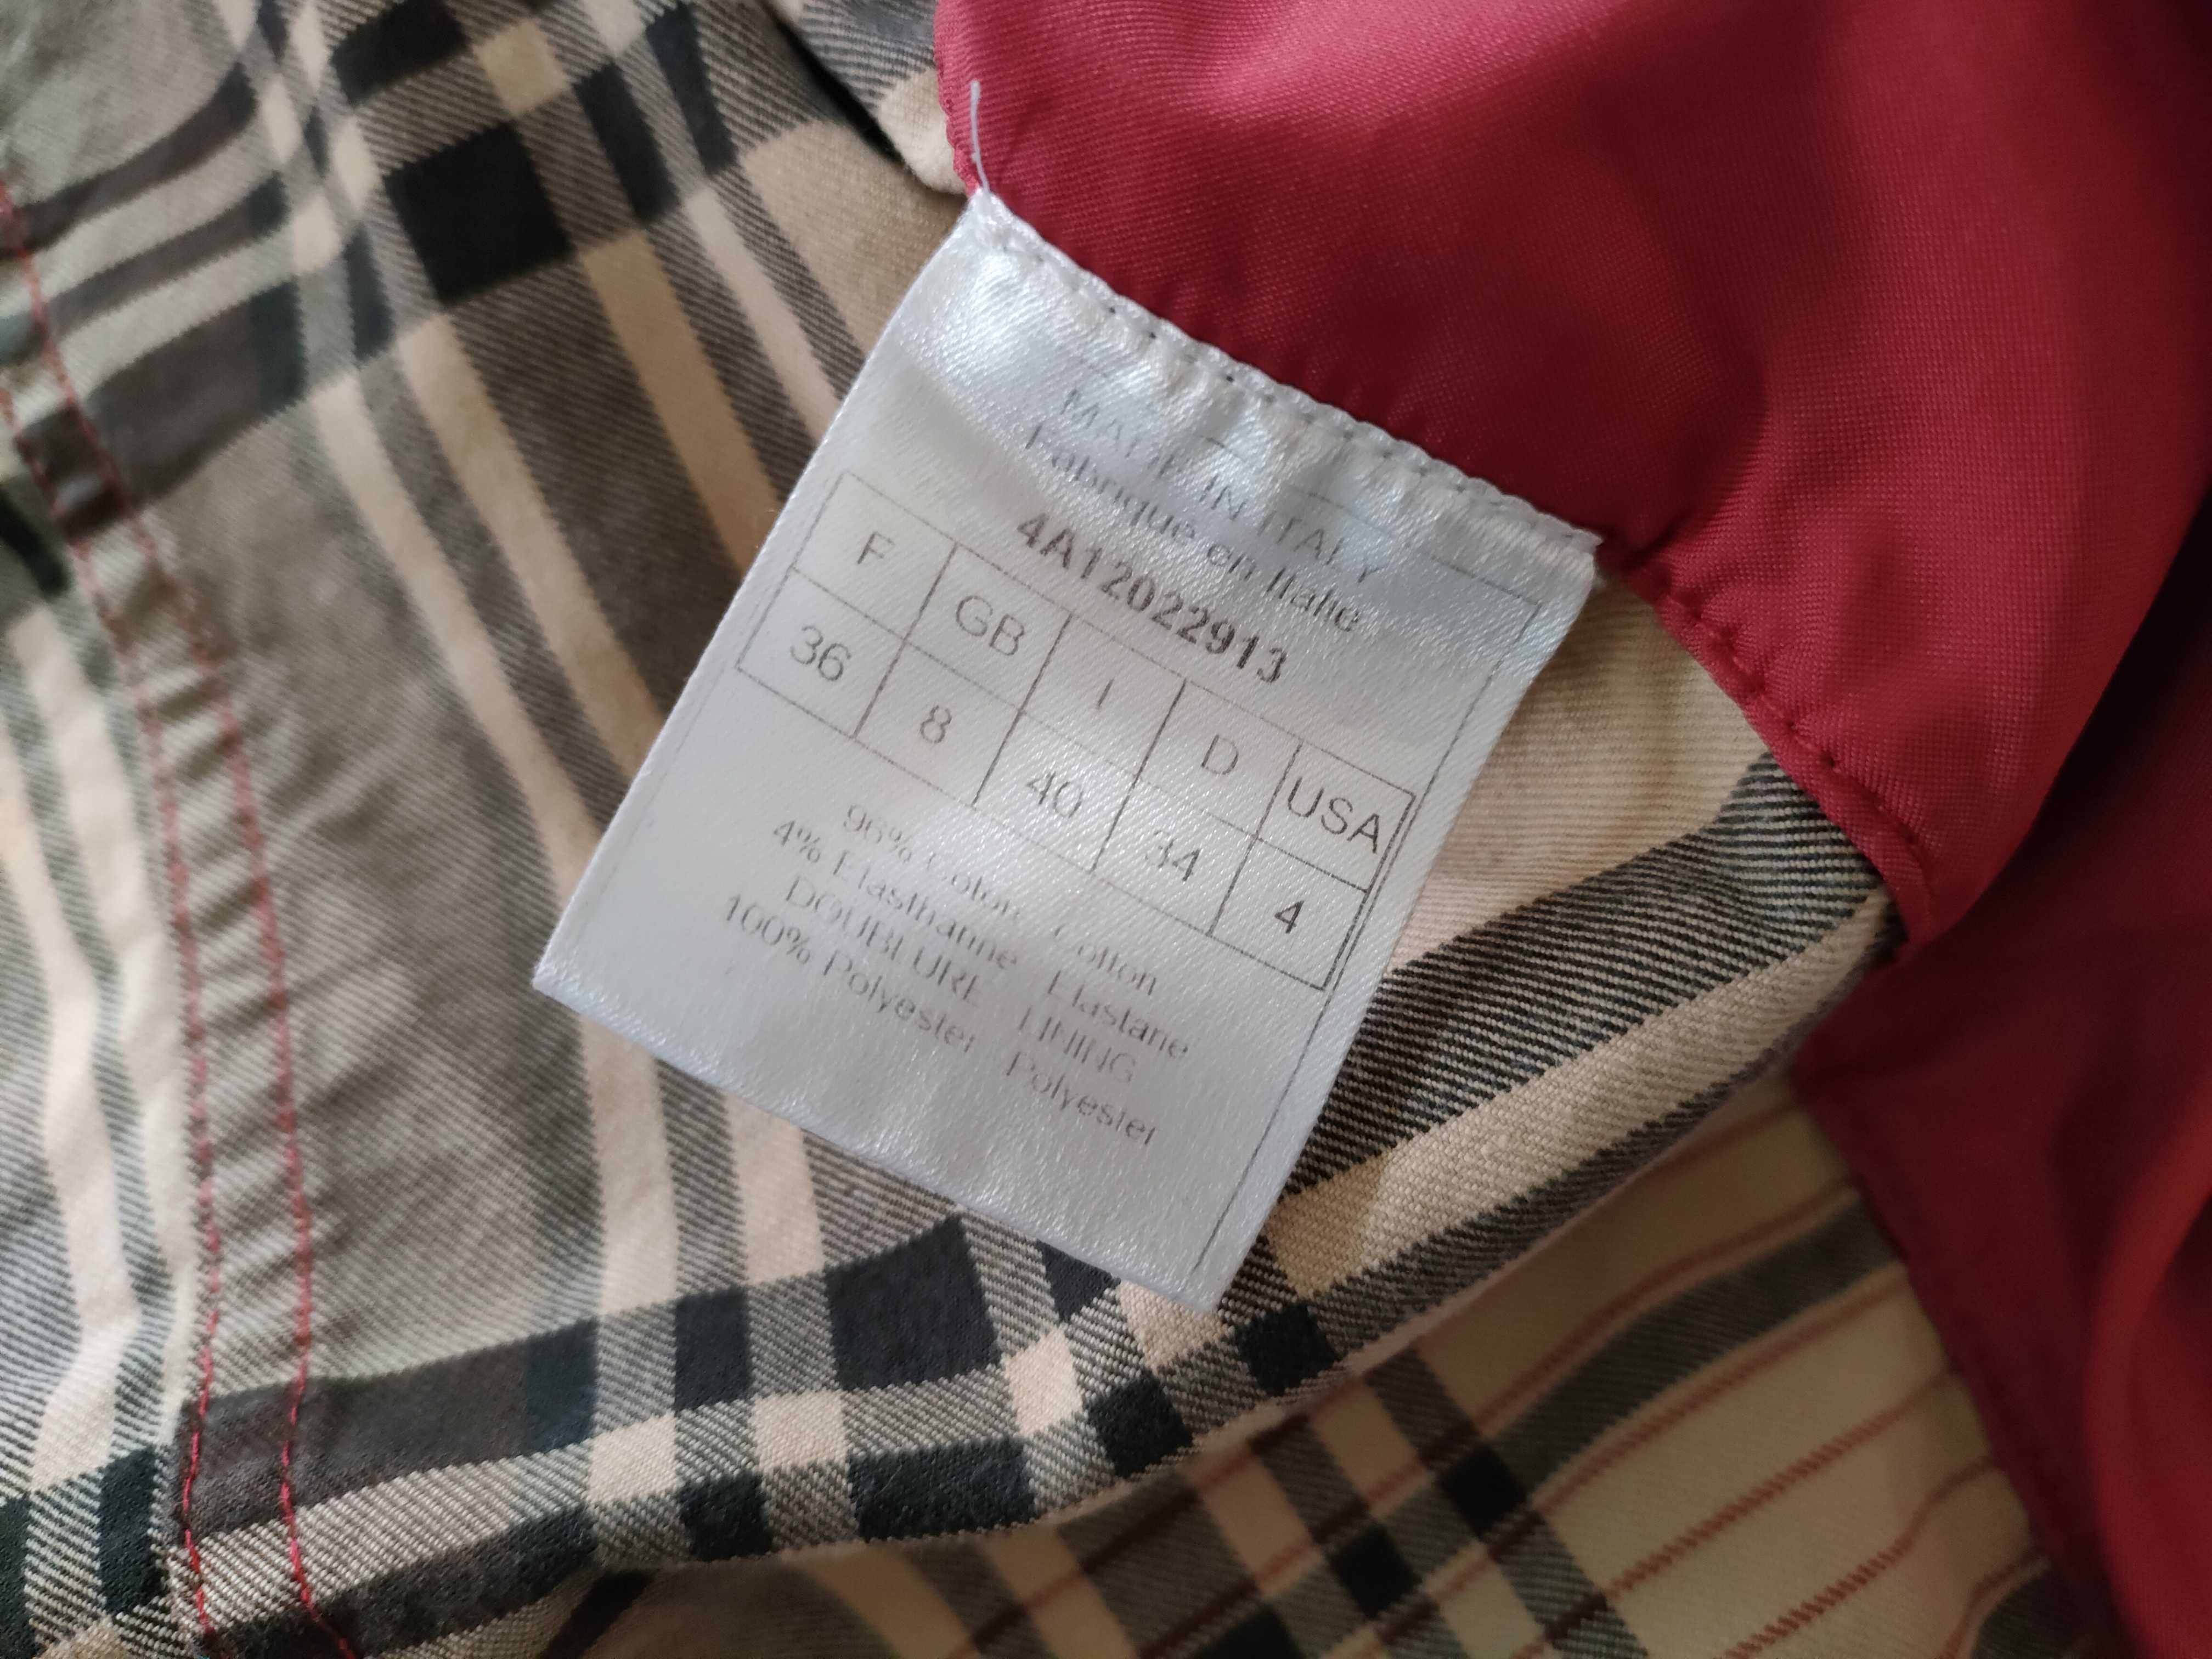 MADE IN ITALY
Fabrique en Italie
4A12022913
F GB I D USA
36 8 40 34 4
96% Coton Cotton
4% Elasthanne Elastane
DOUBLURE LINING
100% Polyester Polyester